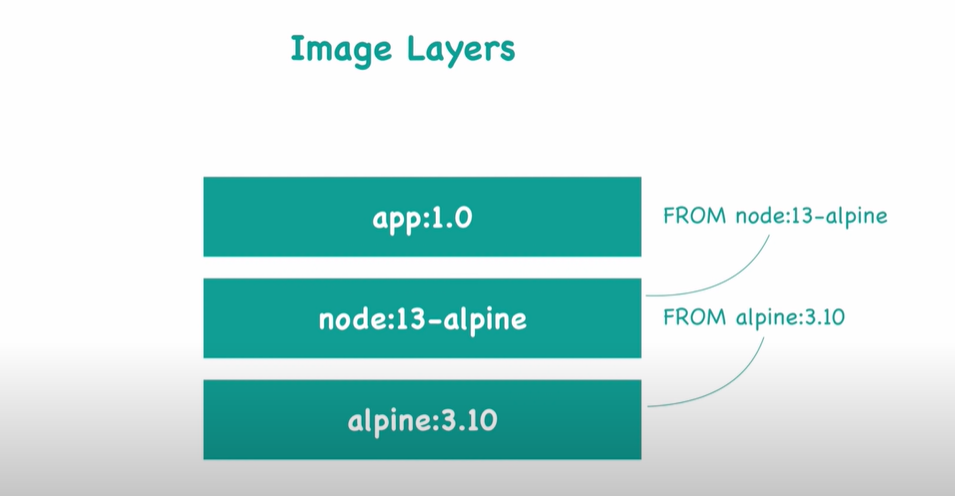 Image Layers
app:1.0
FROM node:13-alpine
node:13-alpine
FROM alpine:3.10
alpine:3.10